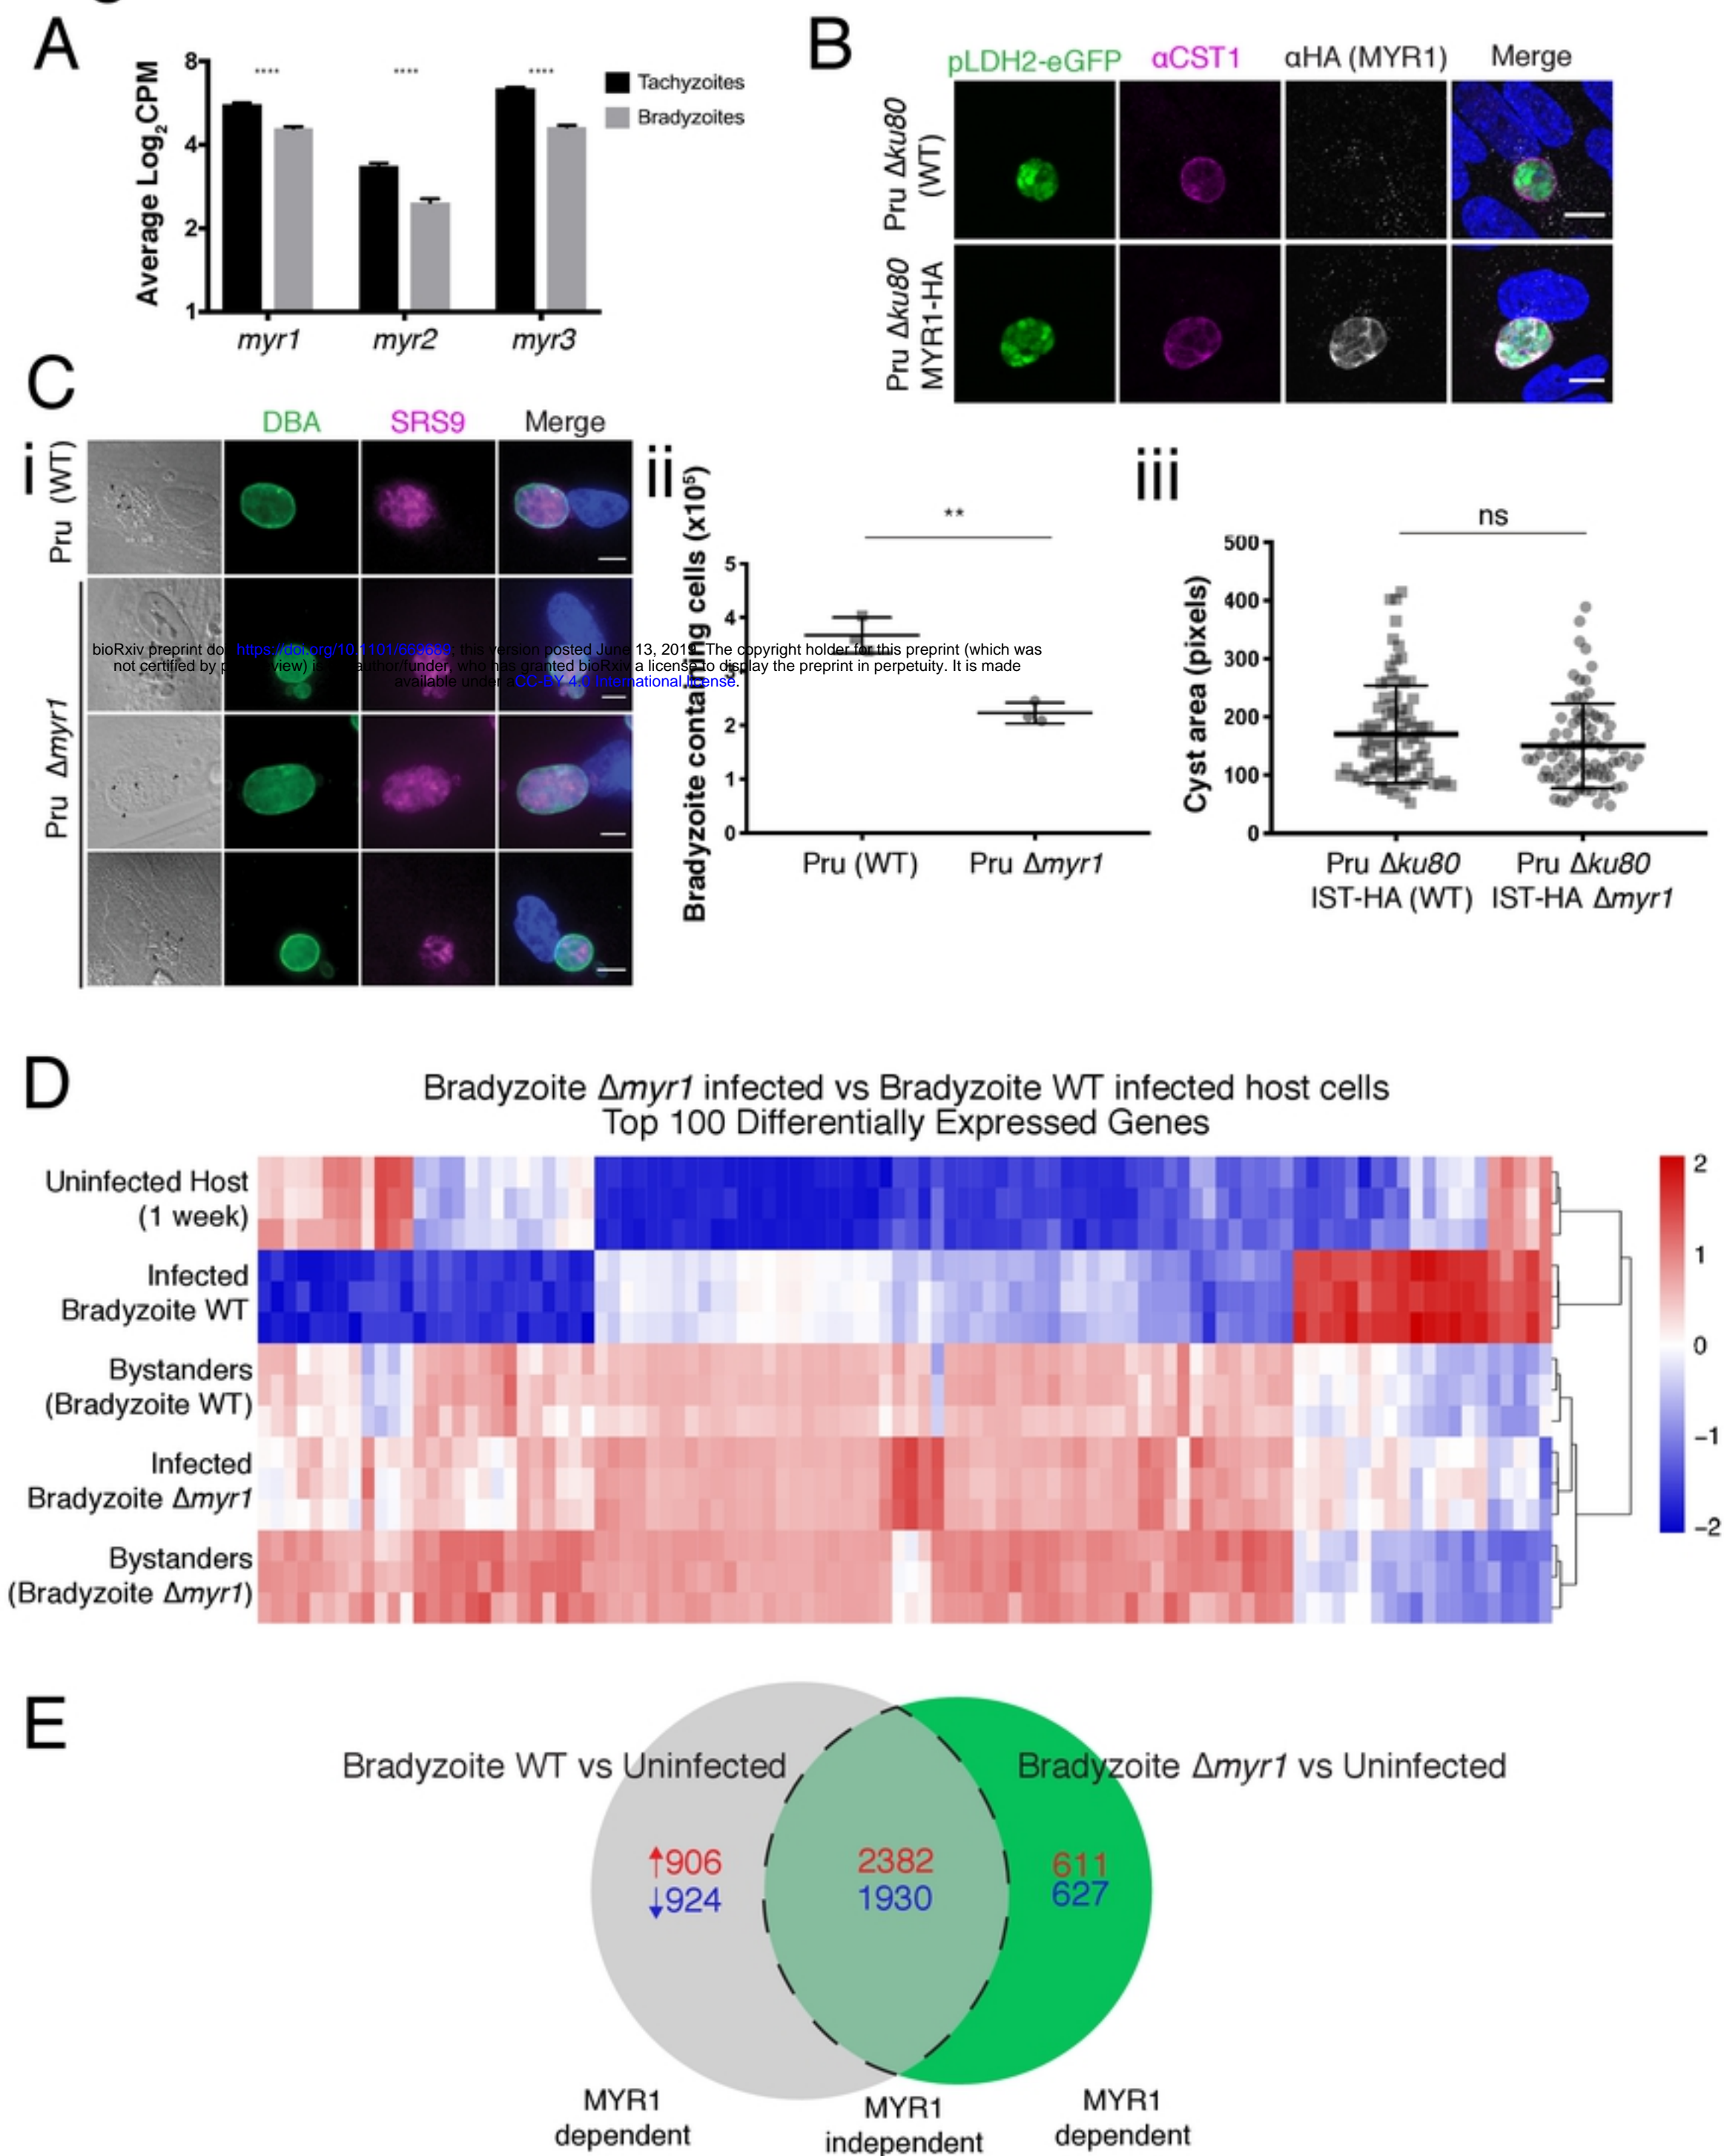 A
8
4
2
1
Average Log2CPM
****
****
****
Tachyzoites
Bradyzoites
myr1
myr2
myr3
B
pLDH2-eGFP
αCST1
αHA (MYR1)
Merge
Pru Δku80
(WT)
Pru Δku80
MYR1-HA
C
i
DBA
SRS9
Merge
Pru (WT)
Pru Δmyr1
ii
Bradyzoite containing cells (x10⁵)
**
5
4
3
2
1
0
Pru (WT)
Pru Δmyr1
iii
ns
Cyst area (pixels)
500
400
300
200
100
0
Pru Δku80
IST-HA (WT)
Pru Δku80
IST-HA Δmyr1
bioRxiv preprint doi: https://doi.org/10.1101/669689; this version posted June 13, 2019. The copyright holder for this preprint (which was
not certified by peer review) is the author/funder, who has granted bioRxiv a license to display the preprint in perpetuity. It is made
available under aCC-BY 4.0 International license.
D
Bradyzoite Δmyr1 infected vs Bradyzoite WT infected host cells
Top 100 Differentially Expressed Genes
Uninfected Host
(1 week)
Infected
Bradyzoite WT
Bystanders
(Bradyzoite WT)
Infected
Bradyzoite Δmyr1
Bystanders
(Bradyzoite Δmyr1)
2
1
0
−1
−2
E
Bradyzoite WT vs Uninfected
Bradyzoite Δmyr1 vs Uninfected
↑906
↓924
2382
1930
611
627
MYR1
dependent
MYR1
independent
MYR1
dependent